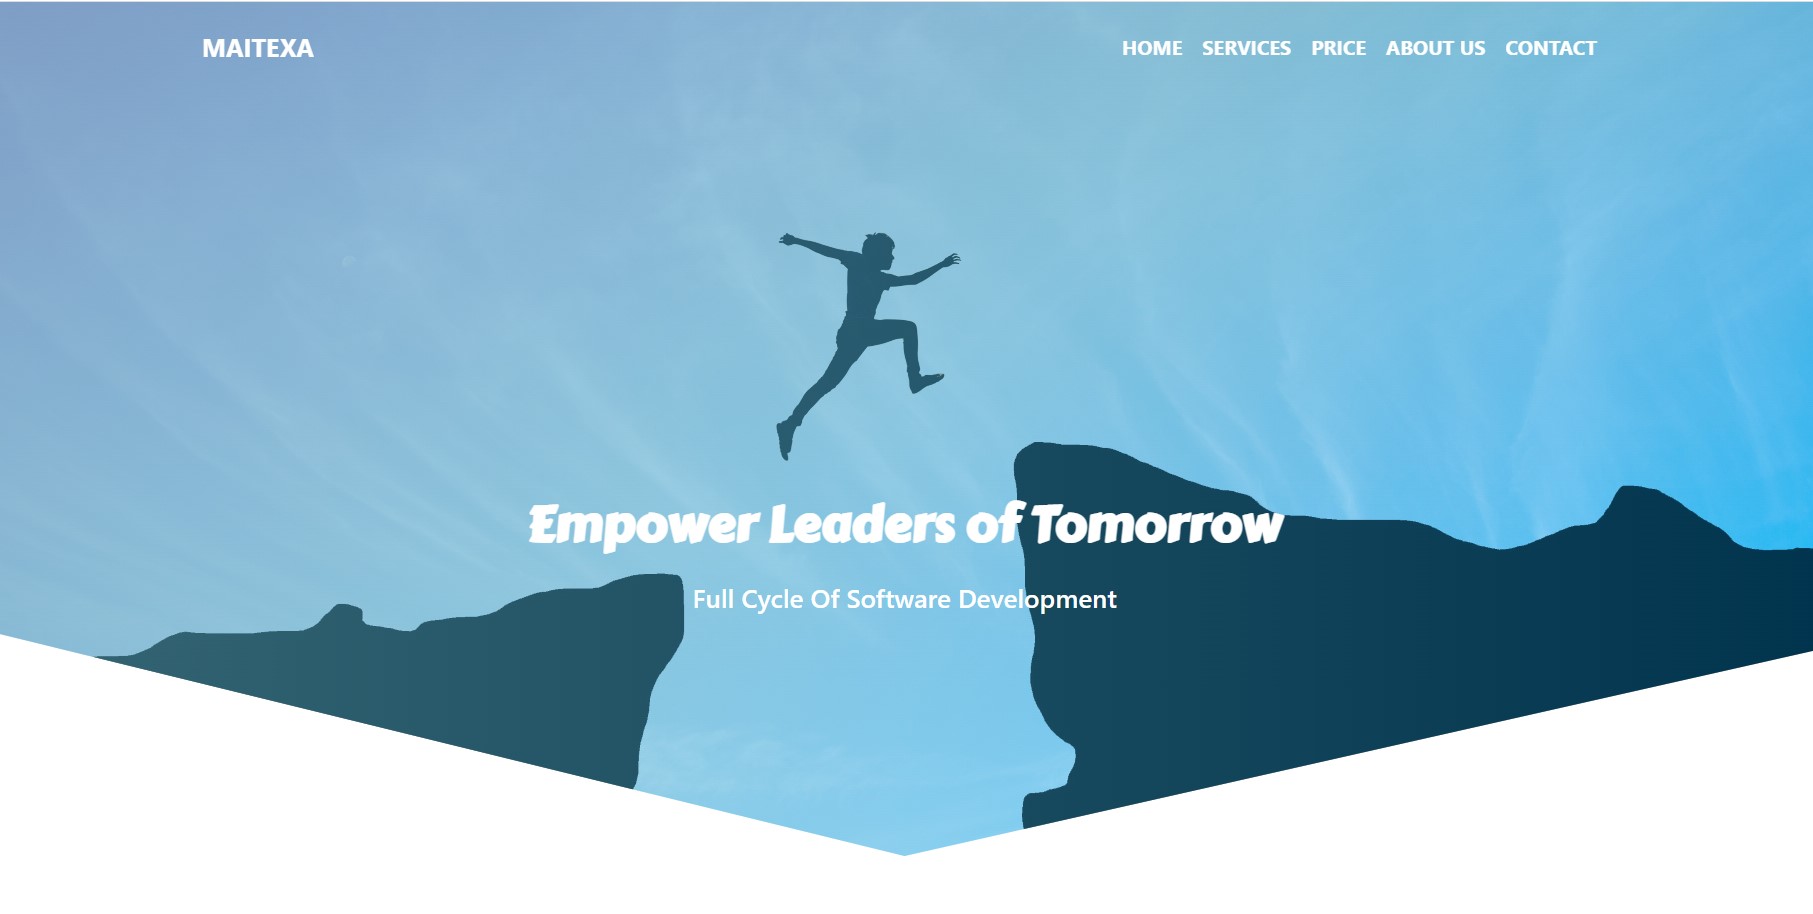 MAITEXA
HOME SERVICES PRICE ABOUT US CONTACT
Empower Leaders of Tomorrow
Full Cycle Of Software Development